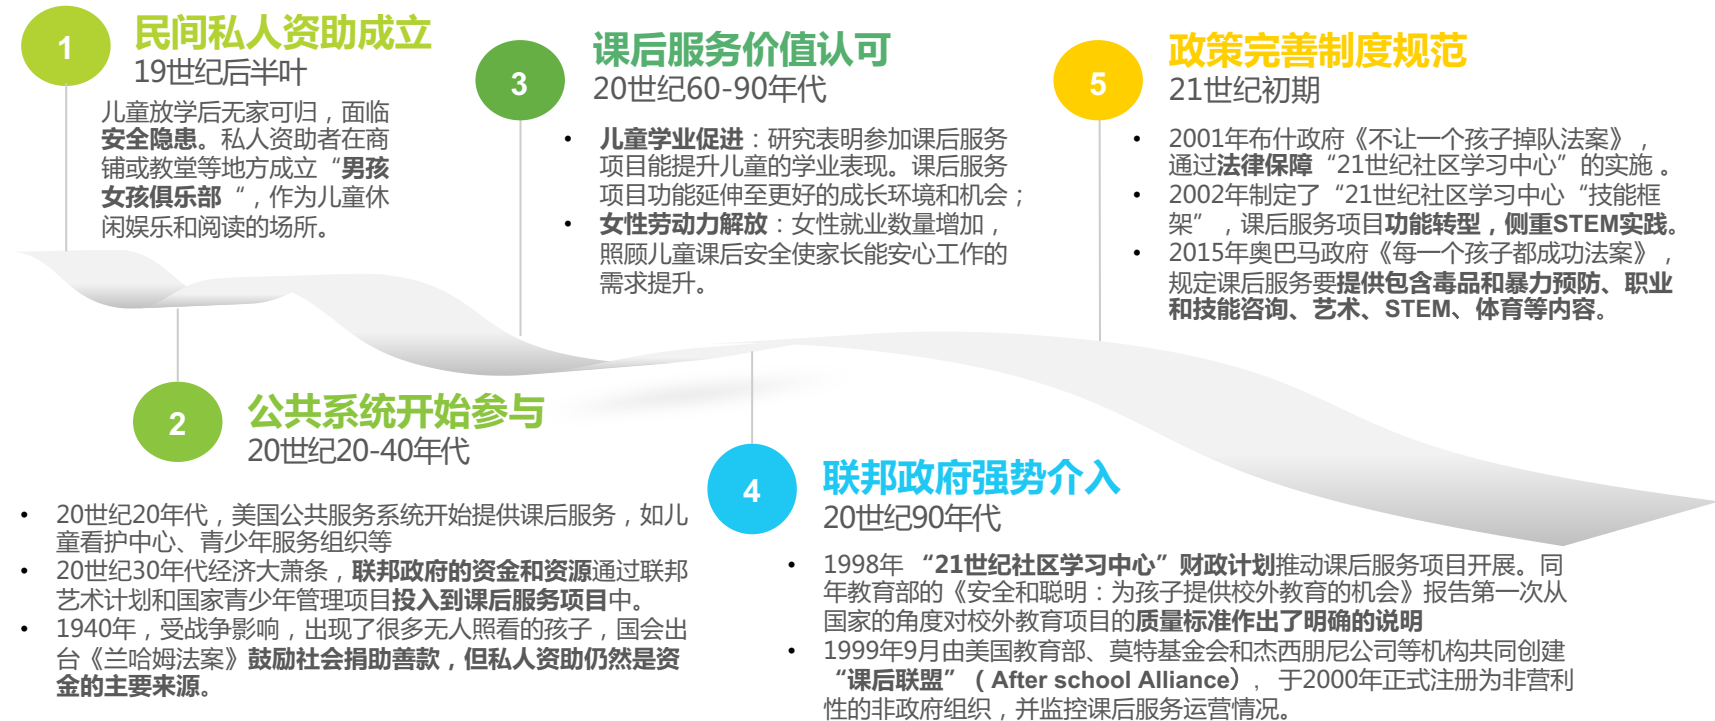 1
民间私人资助成立
19世纪后半叶
儿童放学后无家可归，面临
安全隐患。私人资助者在商
铺或教堂等地方成立“男孩
女孩俱乐部“，作为儿童休
闲娱乐和阅读的场所。
2
公共系统开始参与
20世纪20-40年代
• 20世纪20年代，美国公共服务系统开始提供课后服务，如儿
童看护中心、青少年服务组织等
• 20世纪30年代经济大萧条，联邦政府的资金和资源通过联邦
艺术计划和国家青少年管理项目投入到课后服务项目中。
• 1940年，受战争影响，出现了很多无人照看的孩子，国会出
台《兰哈姆法案》鼓励社会捐助善款，但私人资助仍然是资
金的主要来源。
3
课后服务价值认可
20世纪60-90年代
• 儿童学业促进：研究表明参加课后服务
项目能提升儿童的学业表现。课后服务
项目功能延伸至更好的成长环境和机会；
• 女性劳动力解放：女性就业数量增加，
照顾儿童课后安全使家长能安心工作的
需求提升。
4
联邦政府强势介入
20世纪90年代
• 1998年 “21世纪社区学习中心”财政计划推动课后服务项目开展。同
年教育部的《安全和聪明：为孩子提供校外教育的机会》报告第一次从
国家的角度对校外教育项目的质量标准作出了明确的说明
• 1999年9月由美国教育部、莫特基金会和杰西朋尼公司等机构共同创建
“课后联盟”（After school Alliance），于2000年正式注册为非营利
性的非政府组织，并监控课后服务运营情况。
5
政策完善制度规范
21世纪初期
• 2001年布什政府《不让一个孩子掉队法案》，
通过法律保障“21世纪社区学习中心”的实施。
• 2002年制定了“21世纪社区学习中心“技能框
架”，课后服务项目功能转型，侧重STEM实践。
• 2015年奥巴马政府《每一个孩子都成功法案》，
规定课后服务要提供包含毒品和暴力预防、职业
和技能咨询、艺术、STEM、体育等内容。